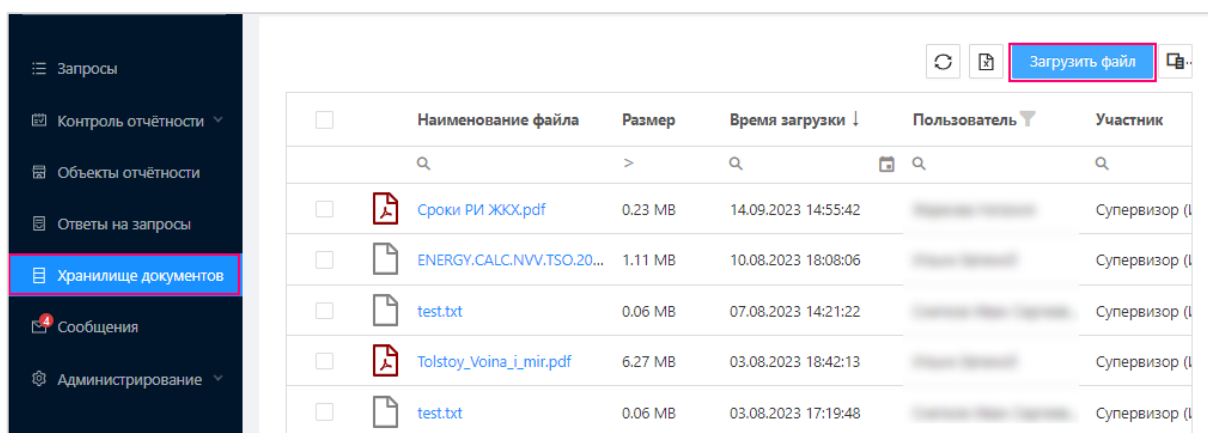 Запросы
Контроль отчётности
Объекты отчётности
Ответы на запросы
Хранилище документов
4
Сообщения
Администрирование
Загрузить файл
Наименование файла Размер Время загрузки ↓ Пользователь Участник
>
Сроки РИ ЖКХ.pdf 0.23 MB 14.09.2023 14:55:42 Супервизор (
ENERGY.CALC.NVV.TSO.20... 1.11 MB 10.08.2023 18:08:06 Супервизор (
test.txt 0.06 MB 07.08.2023 14:21:22 Супервизор (
Tolstoy_Voina_i_mir.pdf 6.27 MB 03.08.2023 18:42:13 Супервизор (
test.txt 0.06 MB 03.08.2023 17:19:48 Супервизор (